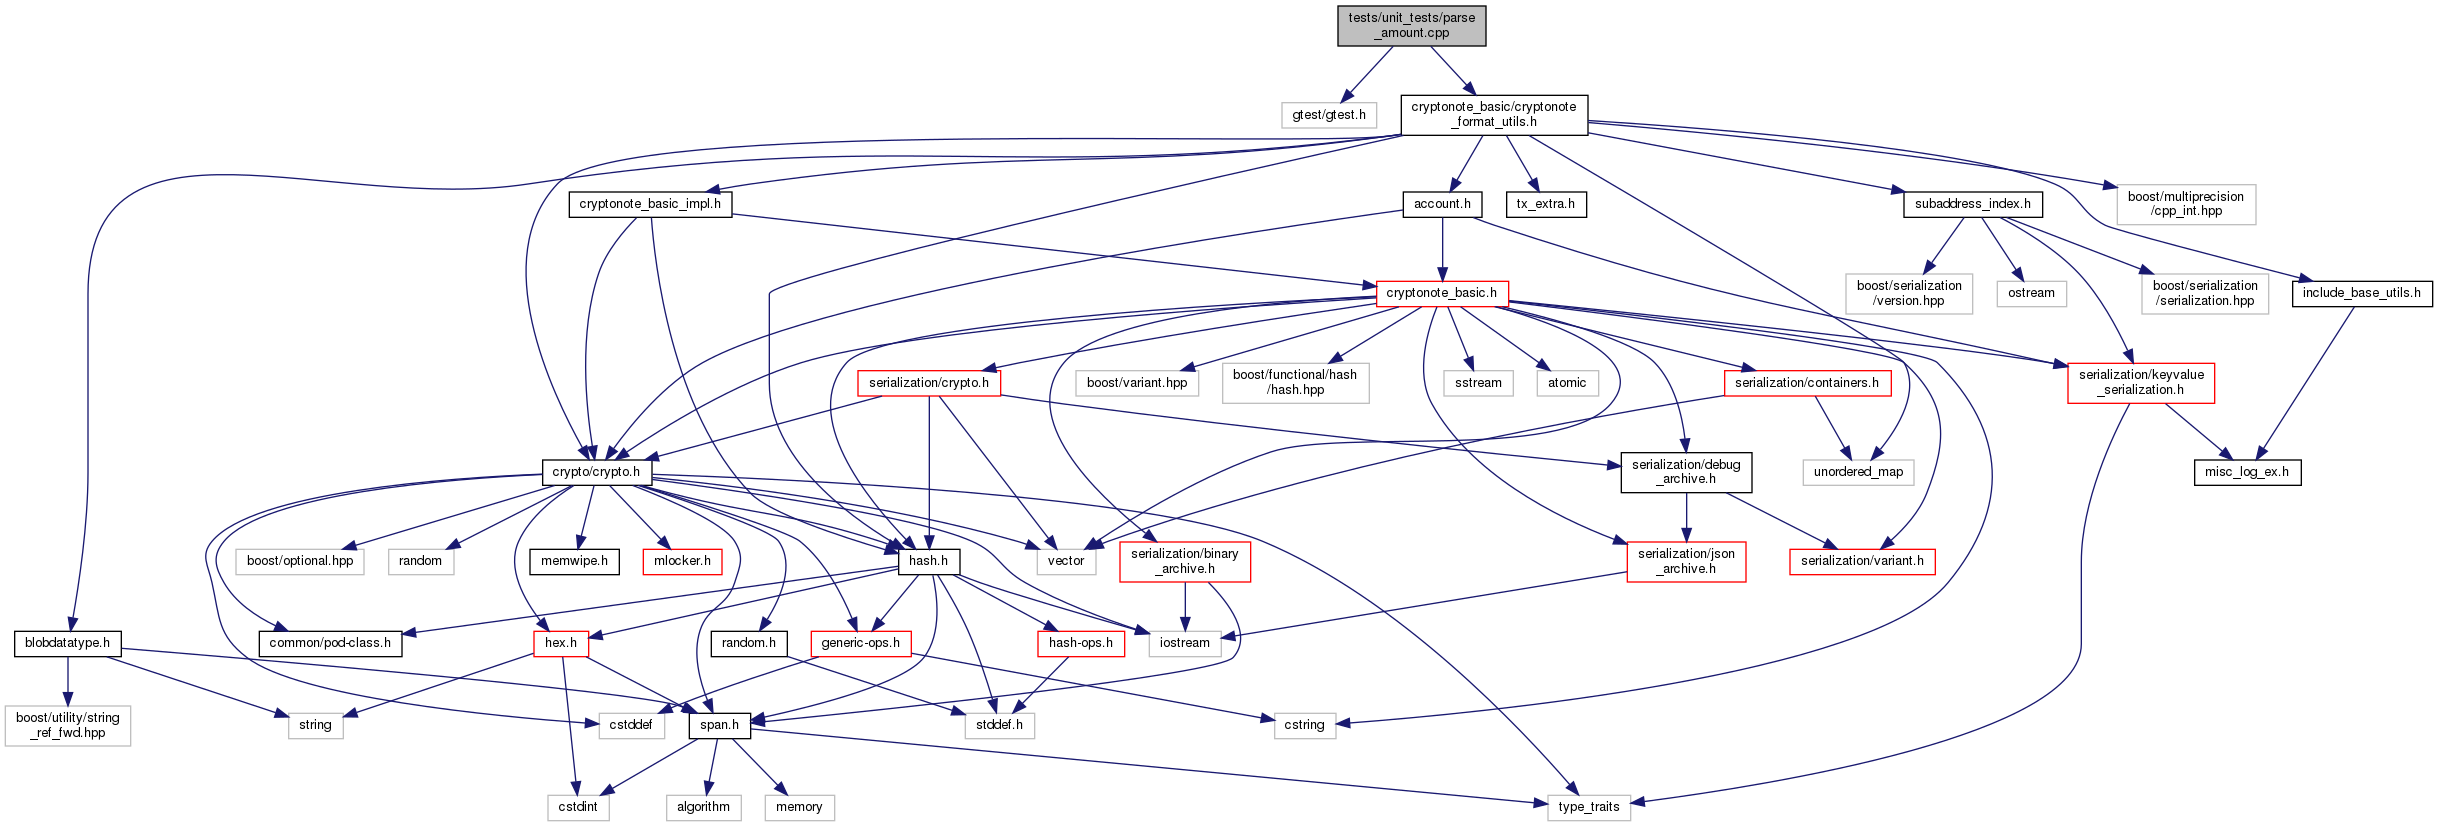 tests/unit_tests/parse
_amount.cpp
gtest/gtest.h
cryptonote_basic/cryptonote
_format_utils.h
cryptonote_basic_impl.h
account.h
tx_extra.h
subaddress_index.h
boost/multiprecision
/cpp_int.hpp
cryptonote_basic.h
boost/serialization
/version.hpp
ostream
boost/serialization
/serialization.hpp
include_base_utils.h
serialization/crypto.h
boost/variant.hpp
boost/functional/hash
/hash.hpp
sstream
atomic
serialization/containers.h
serialization/keyvalue
_serialization.h
crypto/crypto.h
serialization/debug
_archive.h
unordered_map
misc_log_ex.h
boost/optional.hpp
random
memwipe.h
mlocker.h
hash.h
vector
serialization/binary
_archive.h
serialization/json
_archive.h
serialization/variant.h
blobdatatype.h
common/pod-class.h
hex.h
random.h
generic-ops.h
hash-ops.h
iostream
boost/utility/string
_ref_fwd.hpp
string
cstddef
span.h
stddef.h
cstring
cstdint
algorithm
memory
type_traits